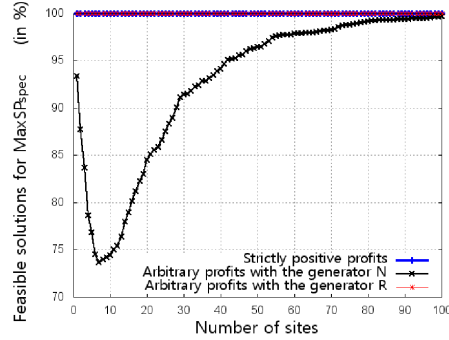 Feasible solutions for MaxSPspec (in %)
100
95
90
85
80
75
70
Strictly positive profits
Arbitrary profits with the generator N
Arbitrary profits with the generator R
0 10 20 30 40 50 60 70 80 90 100
Number of sites